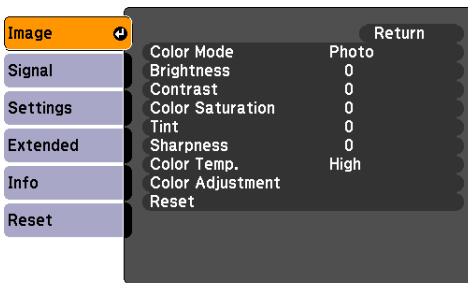 Image
Signal
Settings
Extended
Info
Reset
Return
Color Mode Photo
Brightness 0
Contrast 0
Color Saturation 0
Tint 0
Sharpness 0
Color Temp. High
Color Adjustment
Reset